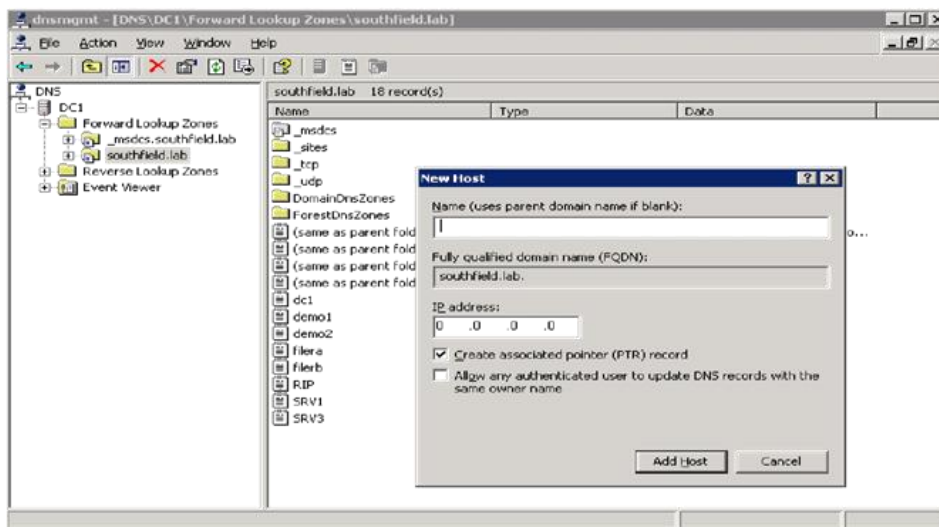 dnsmgmt - [DNS\DC1\Forward Lookup Zones\southfield.lab]
File Action View Window Help
DNS
DC1
Forward Lookup Zones
_msdcs.southfield.lab
southfield.lab
Reverse Lookup Zones
Event Viewer
southfield.lab 18 record(s)
Name Type Data
_msdcs
_sites
_tcp
_udp
DomainDnsZones
ForestDnsZones
(same as parent fold
(same as parent fold
(same as parent fold
(same as parent fold
dc1
demo1
demo2
filera
filerb
RIP
SRV1
SRV3
o...
New Host
Name (uses parent domain name if blank):
Fully qualified domain name (FQDN):
southfield.lab.
IP address:
0 .0 .0 .0
Create associated pointer (PTR) record
Allow any authenticated user to update DNS records with the
same owner name
Add Host Cancel